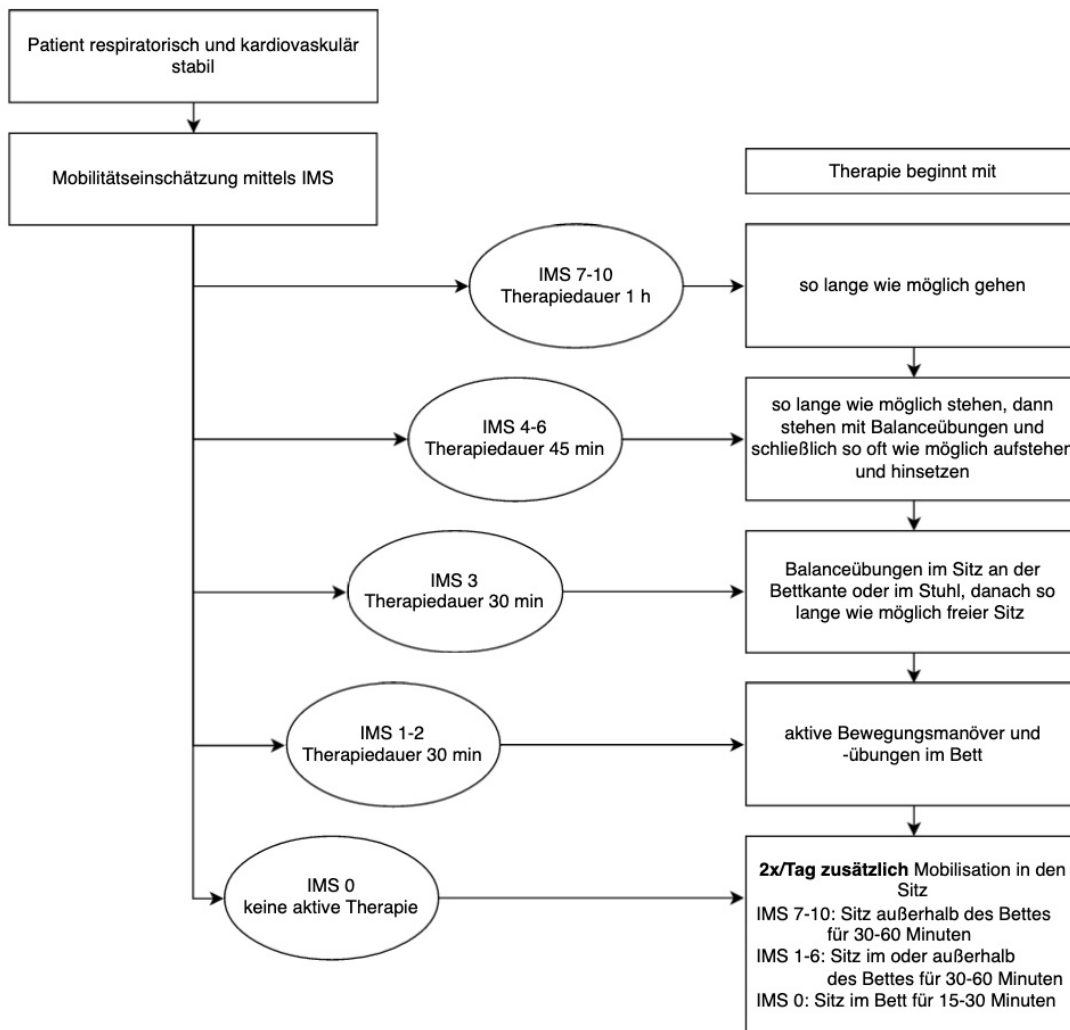 Patient respiratorisch und kardiovaskulär
stabil
Mobilitätseinschätzung mittels IMS
Therapie beginnt mit
IMS 7-10
Therapiedauer 1 h
so lange wie möglich gehen
IMS 4-6
Therapiedauer 45 min
so lange wie möglich stehen, dann
stehen mit Balanceübungen und
schließlich so oft wie möglich aufstehen
und hinsetzen
IMS 3
Therapiedauer 30 min
Balanceübungen im Sitz an der
Bettkante oder im Stuhl, danach so
lange wie möglich freier Sitz
IMS 1-2
Therapiedauer 30 min
aktive Bewegungsmanöver und
-übungen im Bett
IMS 0
keine aktive Therapie
2x/Tag zusätzlich Mobilisation in den
Sitz
IMS 7-10: Sitz außerhalb des Bettes
für 30-60 Minuten
IMS 1-6: Sitz im oder außerhalb
des Bettes für 30-60 Minuten
IMS 0: Sitz im Bett für 15-30 Minuten